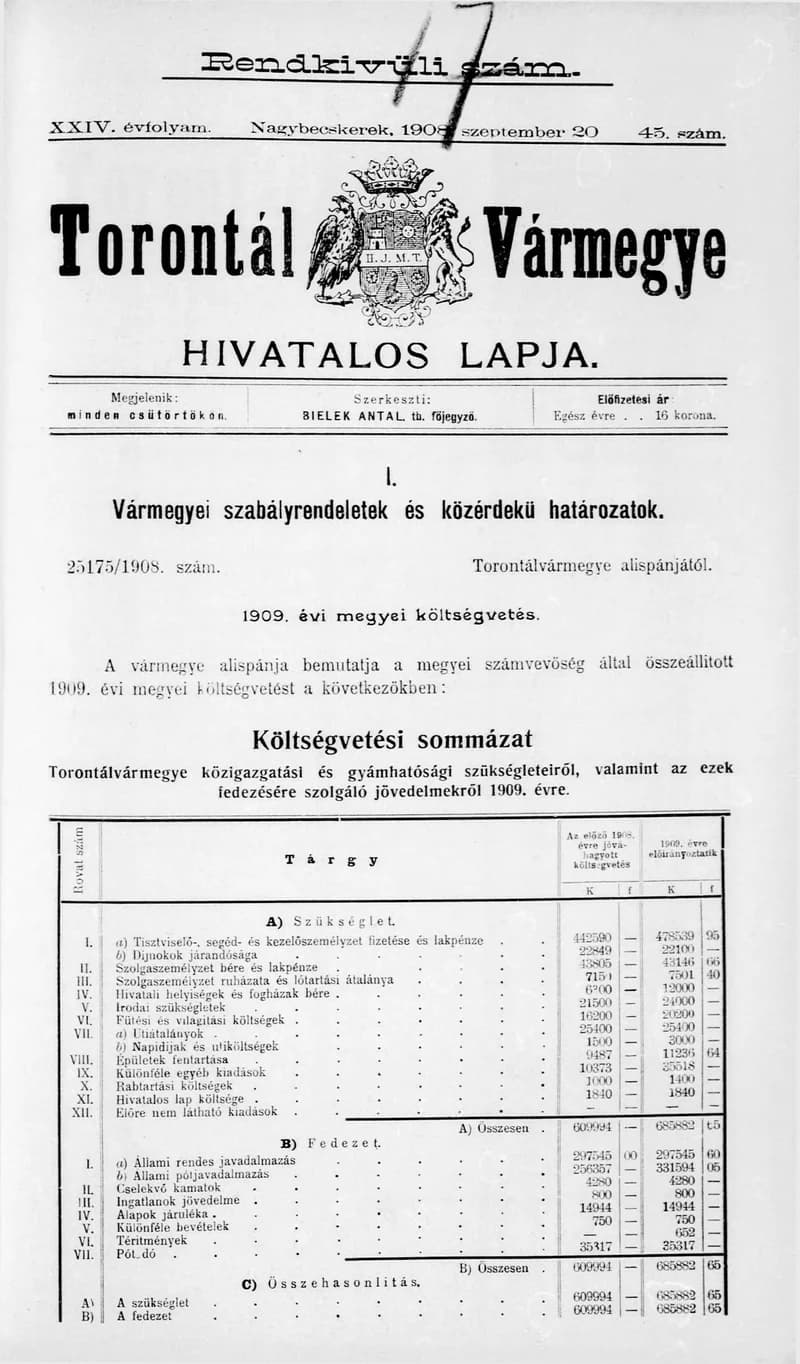 Rendkivüli szám.
XXIV. évfolyam. Nagybecskerek, 1908 szeptember 20 45. szám.
Torontál Vármegye
II. J. M. T.
HIVATALOS LAPJA.
Megjelenik: Szerkeszti: Előfizetési ár
minden csütörtökön. BIELEK ANTAL. tb. főjegyző. Egész évre . . 16 korona.
I.
Vármegyei szabályrendeletek és közérdekü határozatok.
25175/1908. szám. Torontálvármegye alispánjától.
1909. évi megyei költségvetés.
A vármegye alispánja bemutatja a megyei számvevőség által összeállitott
1909. évi megyei költségvetést a következőkben:
Költségvetési sommázat
Torontálvármegye közigazgatási és gyámhatósági szükségleteiről, valamint az ezek
fedezésére szolgáló jövedelmekről 1909. évre.
Rovat szám Tárgy Az előző 1908. évre jóváhagyott költségvetés 1909. évre előirányoztatik
K f K f
A) Szükséglet.
I. a) Tisztviselő-, segéd- és kezelőszemélyzet fizetése és lakpénze . . 442590 — 478539 95
b) Dijnokok járandósága . . . . . . 22849 — 22100 —
II. Szolgaszemélyzet bére és lakpénze . . . . . 43805 — 43146 66
III. Szolgaszemélyzet ruházata és lótartási átalánya . . . . 7150 — 7501 40
IV. Hivatali helyiségek és fogházak bére . . . . . 6200 — 12000 —
V. Irodai szükségletek . . . . . . 21500 — 24000 —
VI. Fütési és világitási költségek . . . . . . 16200 — 20200 —
VII. a) Utiátalányok . . . . . . . 25400 — 25400 —
b) Napidijak és utiköltségek . . . . . . 1500 — 3000 —
VIII. Épületek fentartása . . . . . . 9487 — 11236 64
IX. Különféle egyéb kiadások . . . . . . 10373 — 35518 —
X. Rabtartási költségek . . . . . . 1000 — 1400 —
XI. Hivatalos lap költsége . . . . . . 1840 — 1840 —
XII. Előre nem látható kiadások . . . . . . — — — —
A) Összesen . 609994 — 685882 65
B) Fedezet.
I. a) Állami rendes javadalmazás . . . . . 297545 00 297545 60
b) Állami pótjavadalmazás . . . . . . 256357 — 331594 05
II. Cselekvő kamatok . . . . . . 4280 — 4280 —
III. Ingatlanok jövedelme . . . . . . 800 — 800 —
IV. Alapok járuléka . . . . . . . 14944 — 14944 —
V. Különféle bevételek . . . . . . 750 — 750 —
VI. Téritmények . . . . . . — — 652 —
VII. Pótadó . . . . . . . 35317 — 35317 —
B) Összesen . 609994 — 685882 65
C) Összehasonlitás.
A) A szükséglet . . . . . . . 609994 — 685882 65
B) A fedezet . . . . . . . 609994 — 685882 65